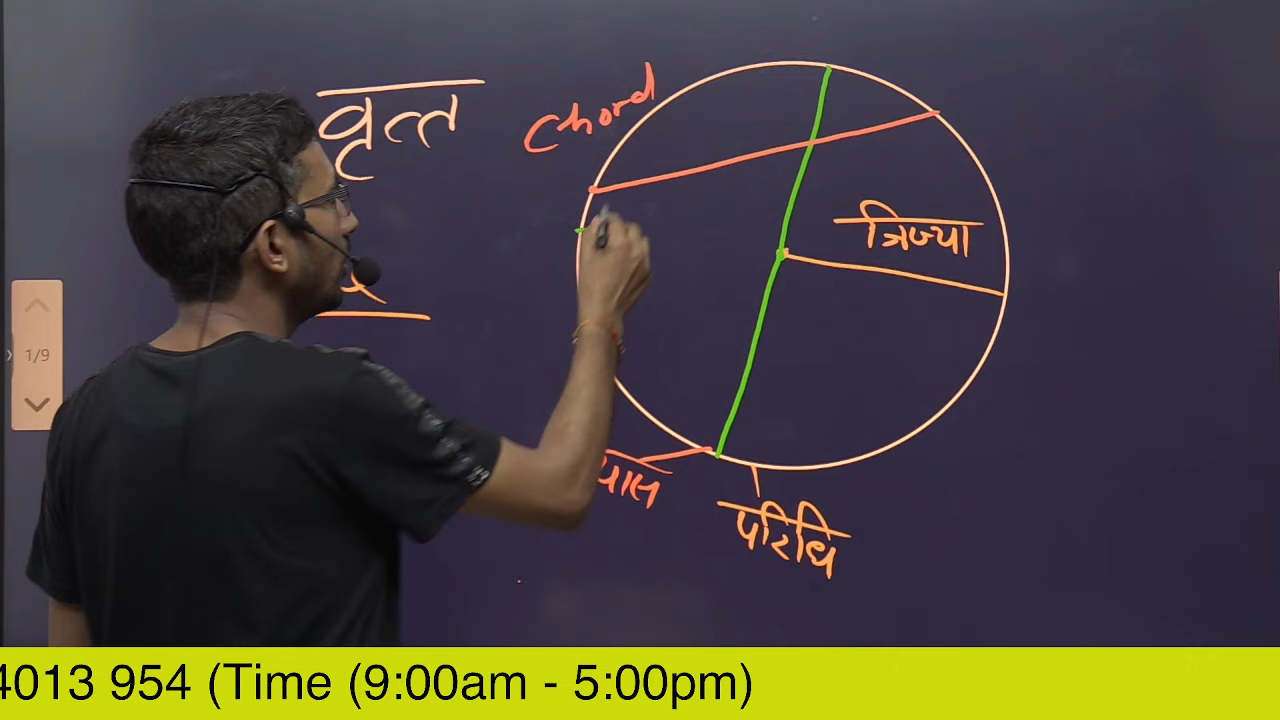 वृत्त
Chord
त्रिज्या
परिधि
1/9
4013 954 (Time (9:00am - 5:00pm)